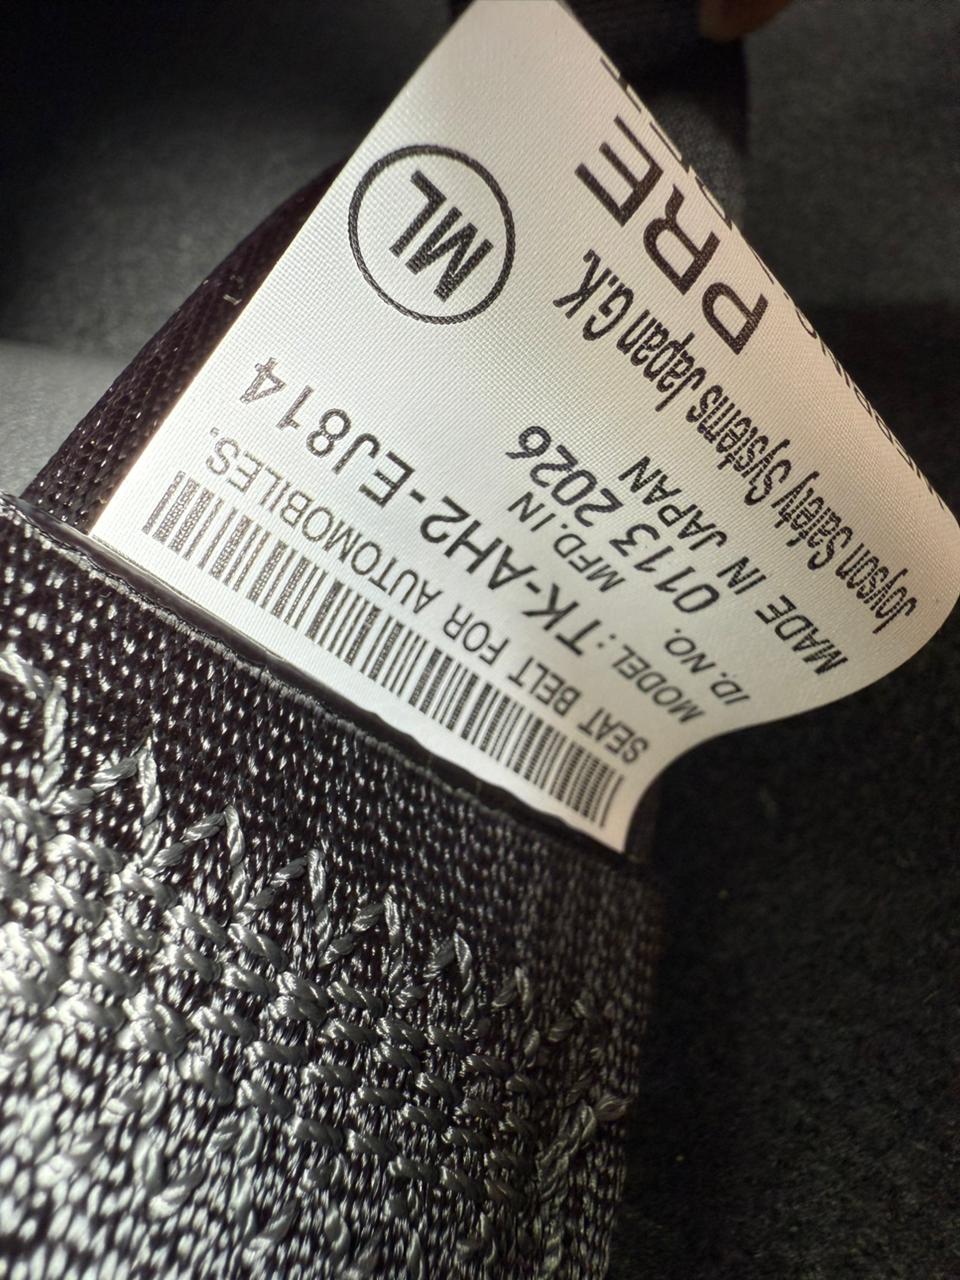 SEAT BELT FOR AUTOMOBILES.
MODEL : TK-AH2-EJ814
MFD. IN
ID. NO. 0113 2026
MADE IN JAPAN
ML
Joyson Safety Systems Japan G.K.
PRE